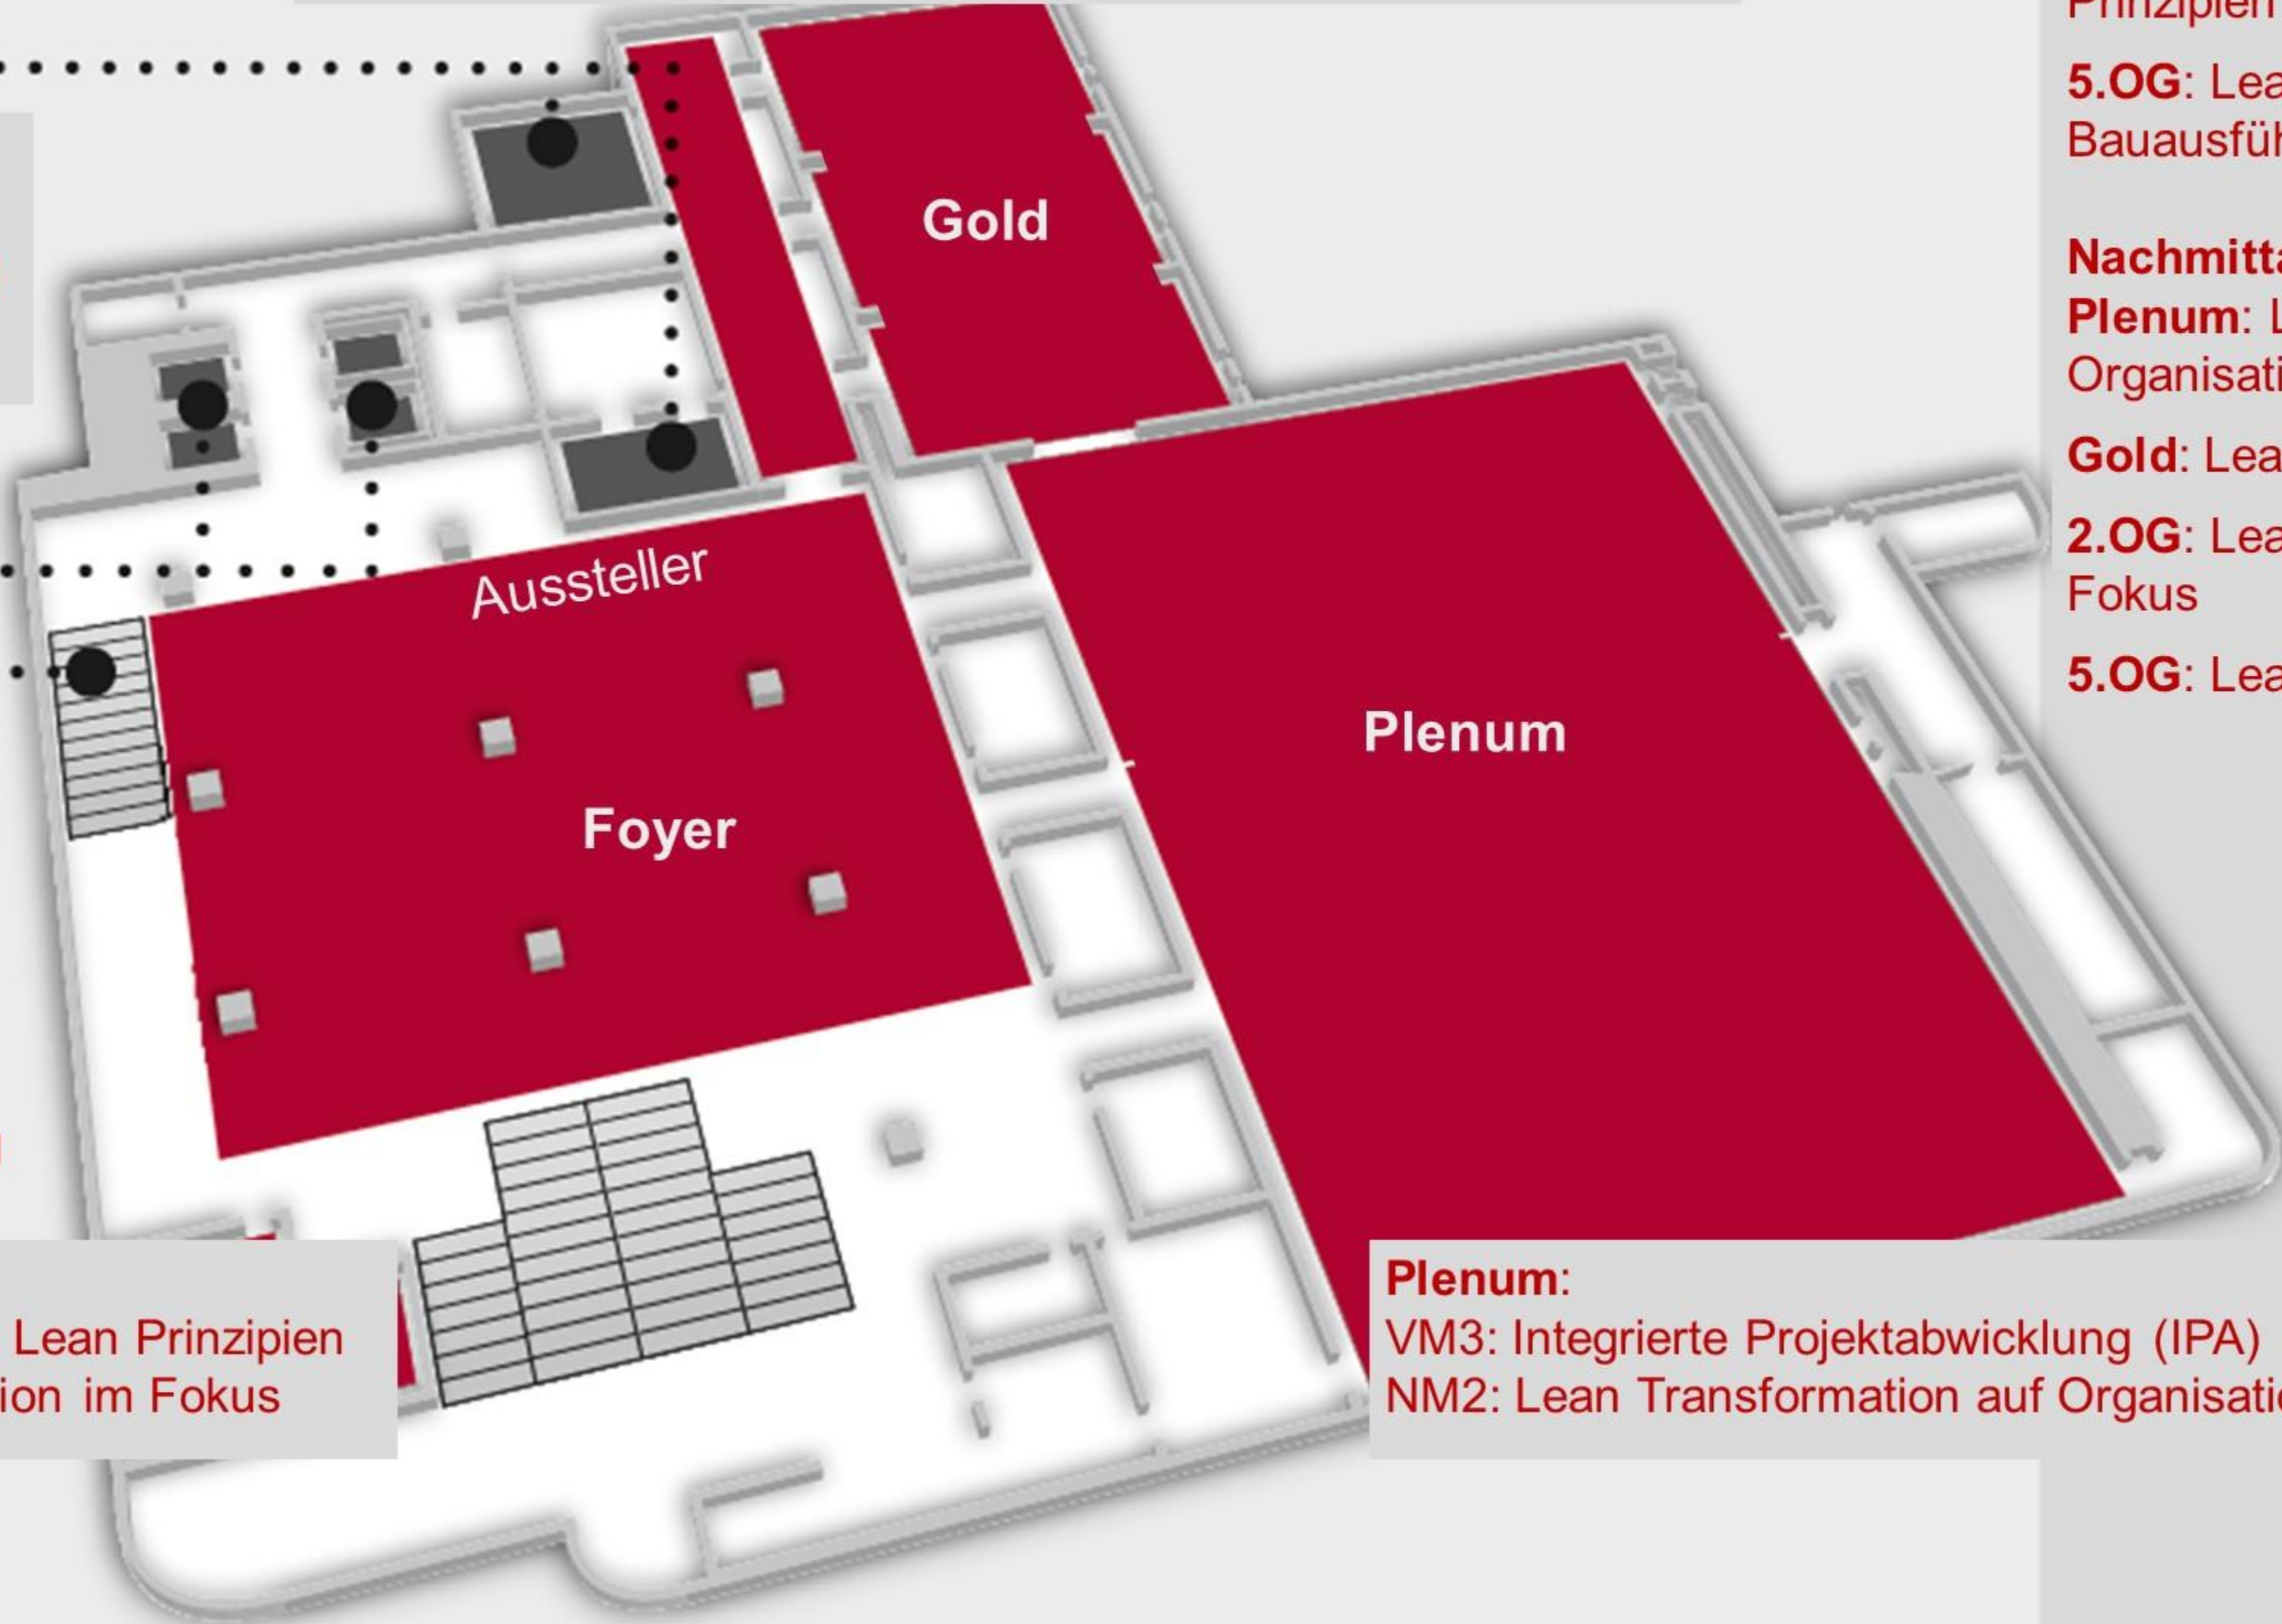 Prinzipien
5.OG: Lea
Bauausfüh
Nachmitta
Plenum: L
Organisati
Gold: Lea
2.OG: Lea
Fokus
5.OG: Lea
Gold
Aussteller
Foyer
Plenum
Lean Prinzipien
ion im Fokus
Plenum:
VM3: Integrierte Projektabwicklung (IPA)
NM2: Lean Transformation auf Organisati